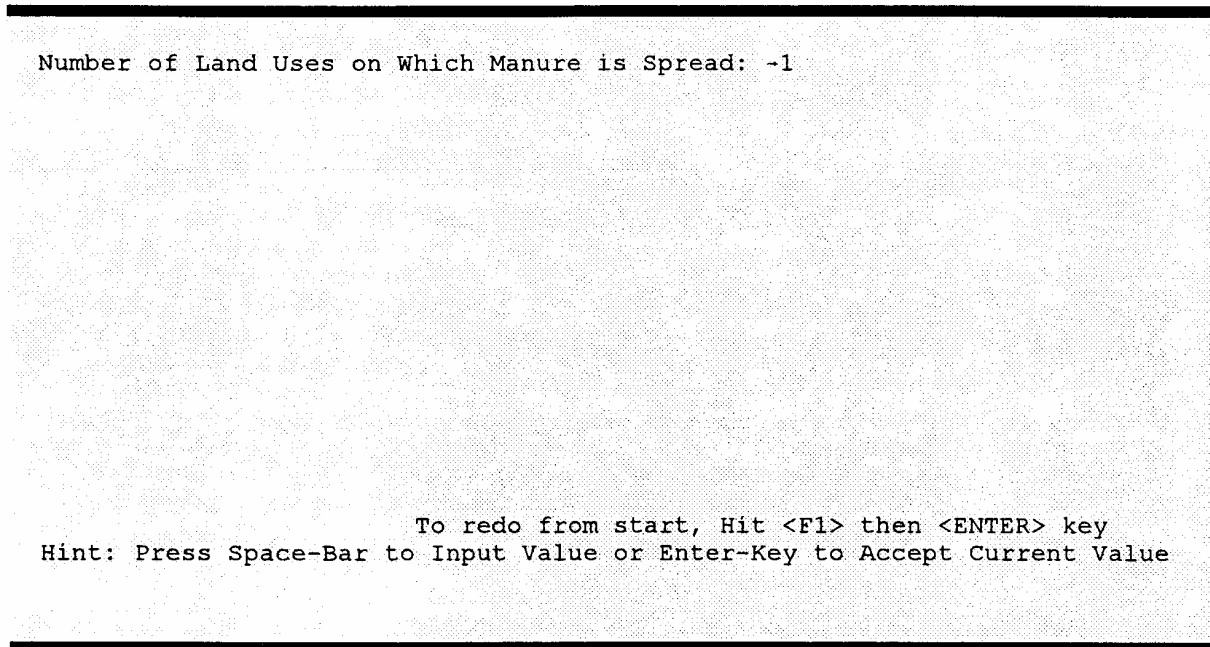 Number of Land Uses on Which Manure is Spread: →1
To redo from start, Hit <F1> then <ENTER> key
Hint: Press Space-Bar to Input Value or Enter-Key to Accept Current Value